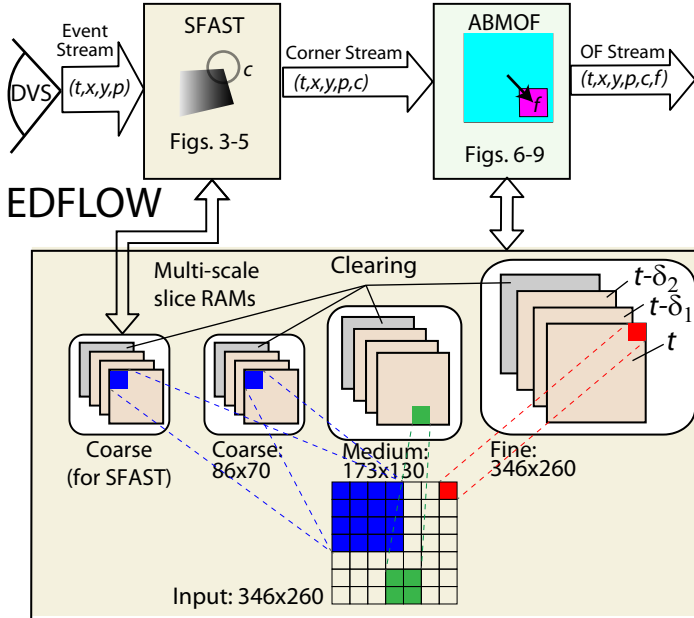 Event
Stream
(t,x,y,p)
DVS
SFAST
c
Figs. 3-5
Corner Stream
(t,x,y,p,c)
ABMOF
f
Figs. 6-9
OF Stream
(t,x,y,p,c,f)
EDFLOW
Multi-scale
slice RAMs
Clearing
t-δ2
t-δ1
t
Coarse
(for SFAST)
Coarse:
86x70
Medium:
173x130
Fine:
346x260
Input: 346x260